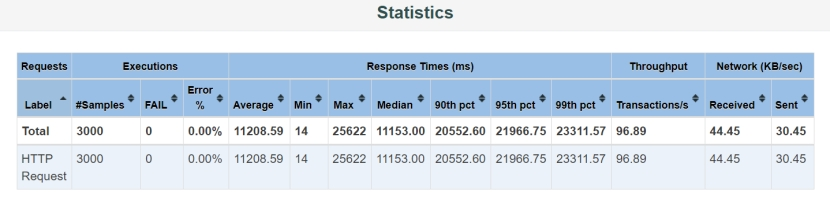 Statistics
Requests Executions Response Times (ms) Throughput Network (KB/sec)
Label #Samples FAIL Error % Average Min Max Median 90th pct 95th pct 99th pct Transactions/s Received Sent
Total 3000 0 0.00% 11208.59 14 25622 11153.00 20552.60 21966.75 23311.57 96.89 44.45 30.45
HTTP Request 3000 0 0.00% 11208.59 14 25622 11153.00 20552.60 21966.75 23311.57 96.89 44.45 30.45